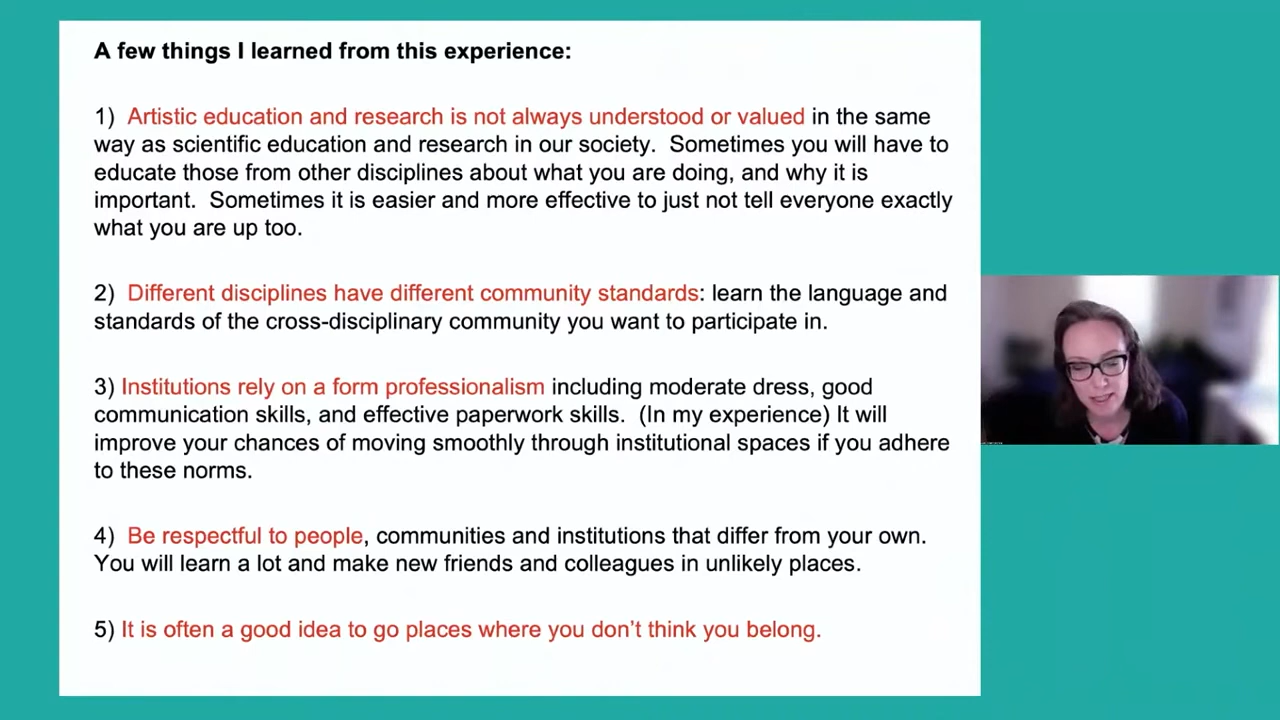 A few things I learned from this experience:
1) Artistic education and research is not always understood or valued in the same
way as scientific education and research in our society. Sometimes you will have to
educate those from other disciplines about what you are doing, and why it is
important. Sometimes it is easier and more effective to just not tell everyone exactly
what you are up too.
2) Different disciplines have different community standards: learn the language and
standards of the cross-disciplinary community you want to participate in.
3) Institutions rely on a form professionalism including moderate dress, good
communication skills, and effective paperwork skills. (In my experience) It will
improve your chances of moving smoothly through institutional spaces if you adhere
to these norms.
4) Be respectful to people, communities and institutions that differ from your own.
You will learn a lot and make new friends and colleagues in unlikely places.
5) It is often a good idea to go places where you don’t think you belong.